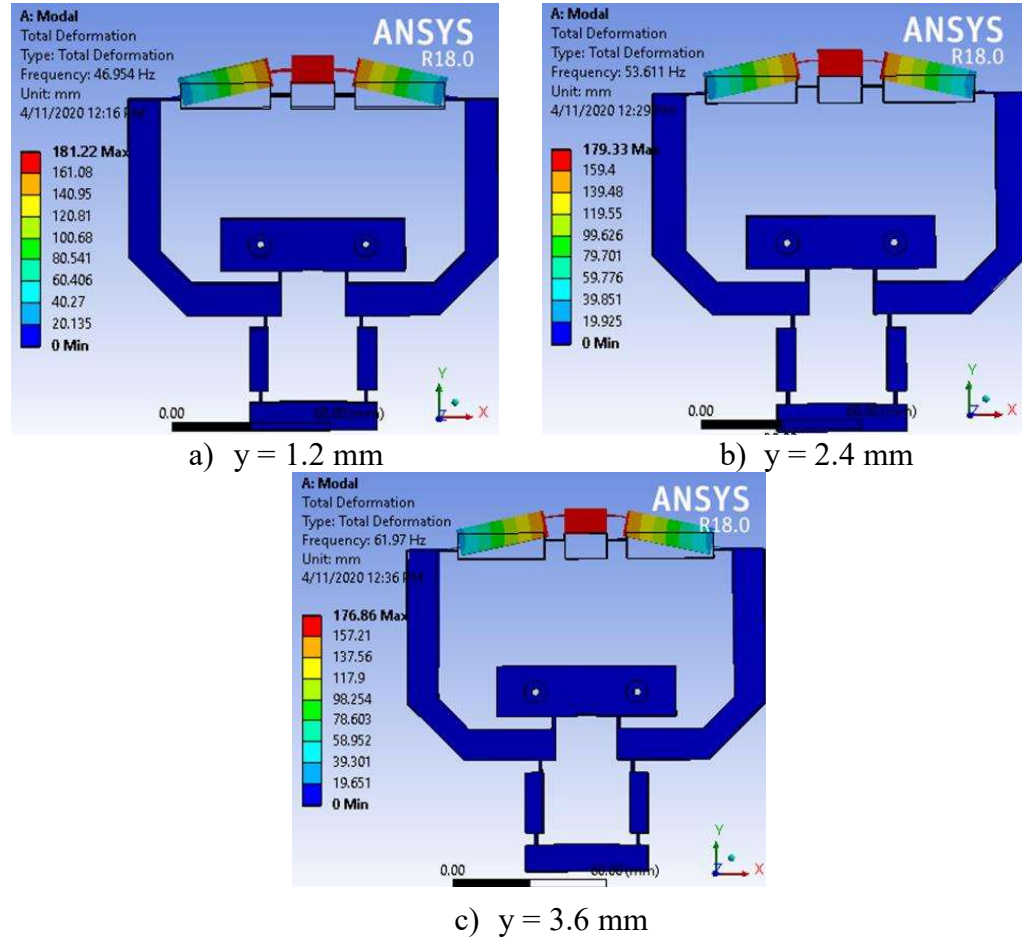 A: Modal
Total Deformation
Type: Total Deformation
Frequency: 46.954 Hz
Unit: mm
4/11/2020 12:16
ANSYS
R18.0
181.22 Max
161.08
140.95
120.81
100.68
80.541
60.406
40.27
20.135
0 Min
0.00
(mm)
Y
X
Z
a) y = 1.2 mm
A: Modal
Total Deformation
Type: Total Deformation
Frequency: 53.611 Hz
Unit: mm
4/11/2020 12:29
ANSYS
R18.0
179.33 Max
159.4
139.48
119.55
99.626
79.701
59.776
39.851
19.925
0 Min
0.00
(mm)
Y
X
Z
b) y = 2.4 mm
A: Modal
Total Deformation
Type: Total Deformation
Frequency: 61.97 Hz
Unit: mm
4/11/2020 12:36
ANSYS
R18.0
176.86 Max
157.21
137.56
117.9
98.254
78.603
58.952
39.301
19.651
0 Min
0.00
(mm)
Y
X
Z
c) y = 3.6 mm